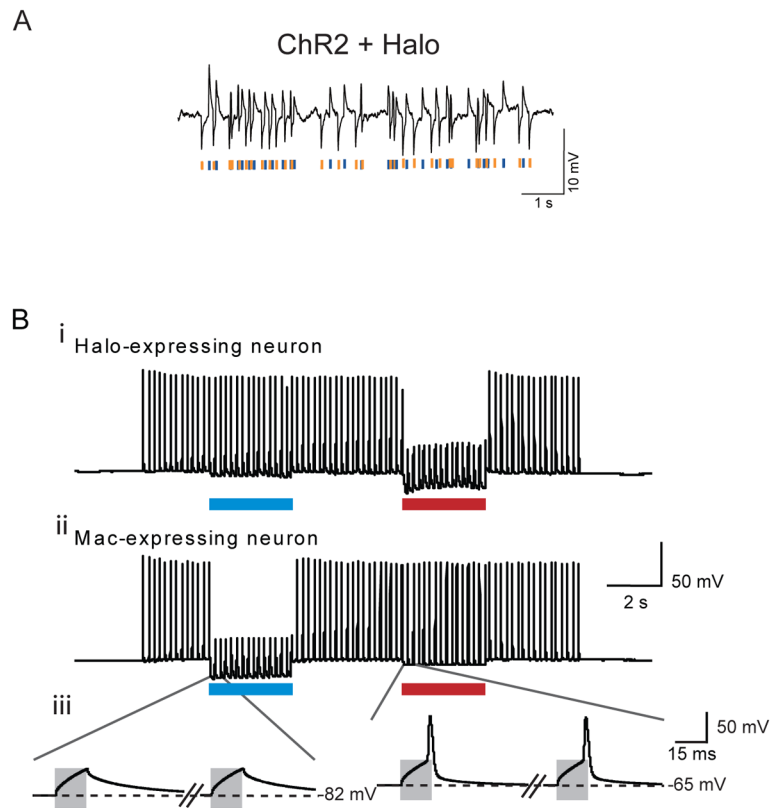 A
ChR2 + Halo
10 mV
1 s
B
i
Halo-expressing neuron
ii
Mac-expressing neuron
50 mV
2 s
iii
50 mV
15 ms
-82 mV
-65 mV